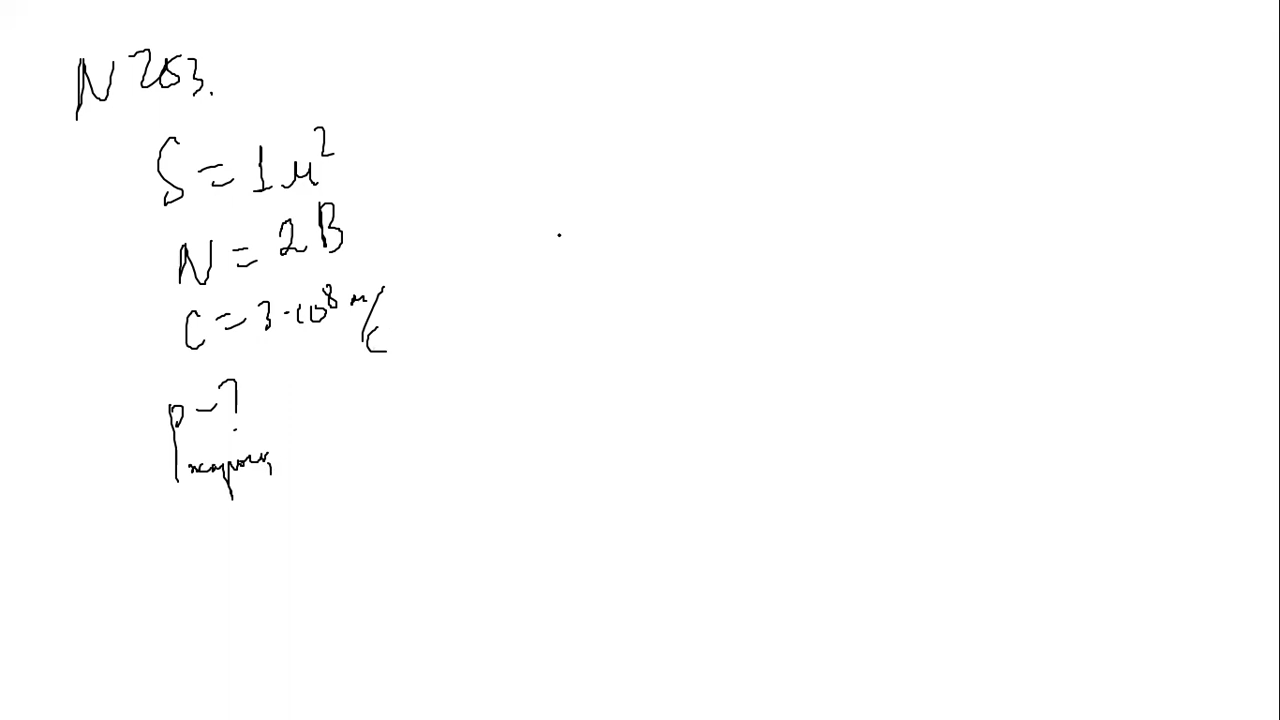 N 263.
S = 1 м²
N = 2 В
C = 3·10⁸ м/с
p – ?